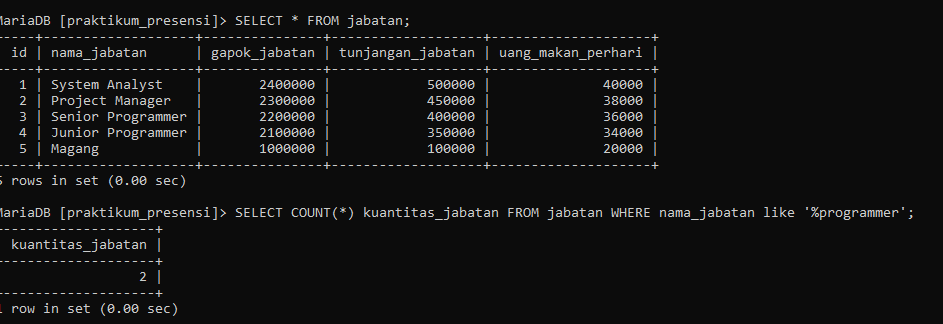 MariaDB [praktikum_presensi]> SELECT * FROM jabatan;
-----+-------------------+---------------+-------------------+--------------------+
  id | nama_jabatan      | gapok_jabatan | tunjangan_jabatan | uang_makan_perhari |
-----+-------------------+---------------+-------------------+--------------------+
   1 | System Analyst    |       2400000 |            500000 |              40000 |
   2 | Project Manager   |       2300000 |            450000 |              38000 |
   3 | Senior Programmer |       2200000 |            400000 |              36000 |
   4 | Junior Programmer |       2100000 |            350000 |              34000 |
   5 | Magang            |       1000000 |            100000 |              20000 |
-----+-------------------+---------------+-------------------+--------------------+
5 rows in set (0.00 sec)
MariaDB [praktikum_presensi]> SELECT COUNT(*) kuantitas_jabatan FROM jabatan WHERE nama_jabatan like '%programmer';
-------------------+
 kuantitas_jabatan |
-------------------+
                 2 |
-------------------+
1 row in set (0.00 sec)